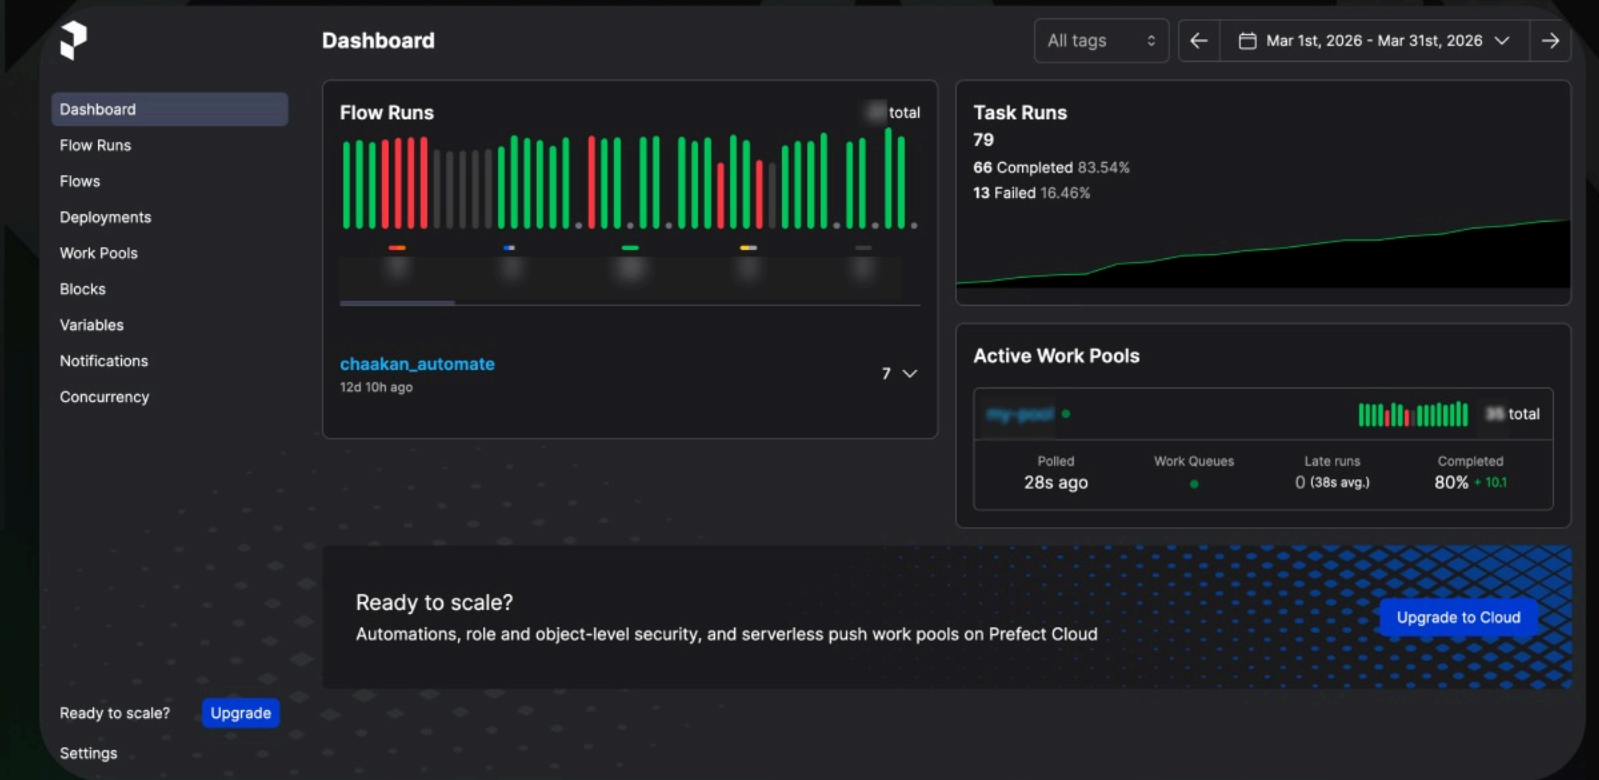 Dashboard
All tags
Mar 1st, 2026 - Mar 31st, 2026
Dashboard
Flow Runs
Flows
Deployments
Work Pools
Blocks
Variables
Notifications
Concurrency
Flow Runs
total
chaakan_automate
12d 10h ago
7
Task Runs
79
66 Completed 83.54%
13 Failed 16.46%
Active Work Pools
my-pool
total
Polled
28s ago
Work Queues
Late runs
0 (38s avg.)
Completed
80% + 10.1
Ready to scale?
Automations, role and object-level security, and serverless push work pools on Prefect Cloud
Upgrade to Cloud
Ready to scale?
Upgrade
Settings